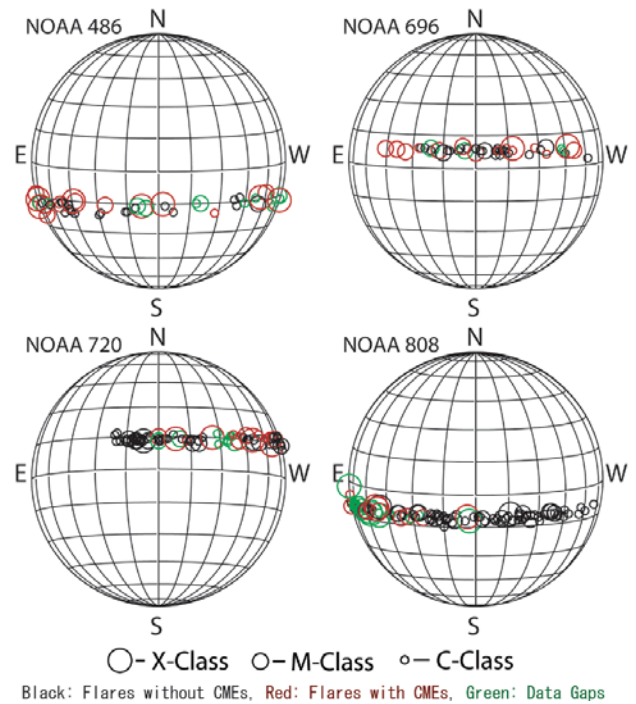 NOAA 486
N
E
W
S
NOAA 696
N
E
W
S
NOAA 720
N
E
W
S
NOAA 808
N
E
W
S
- X-Class - M-Class - C-Class
Black: Flares without CMEs, Red: Flares with CMEs, Green: Data Gaps